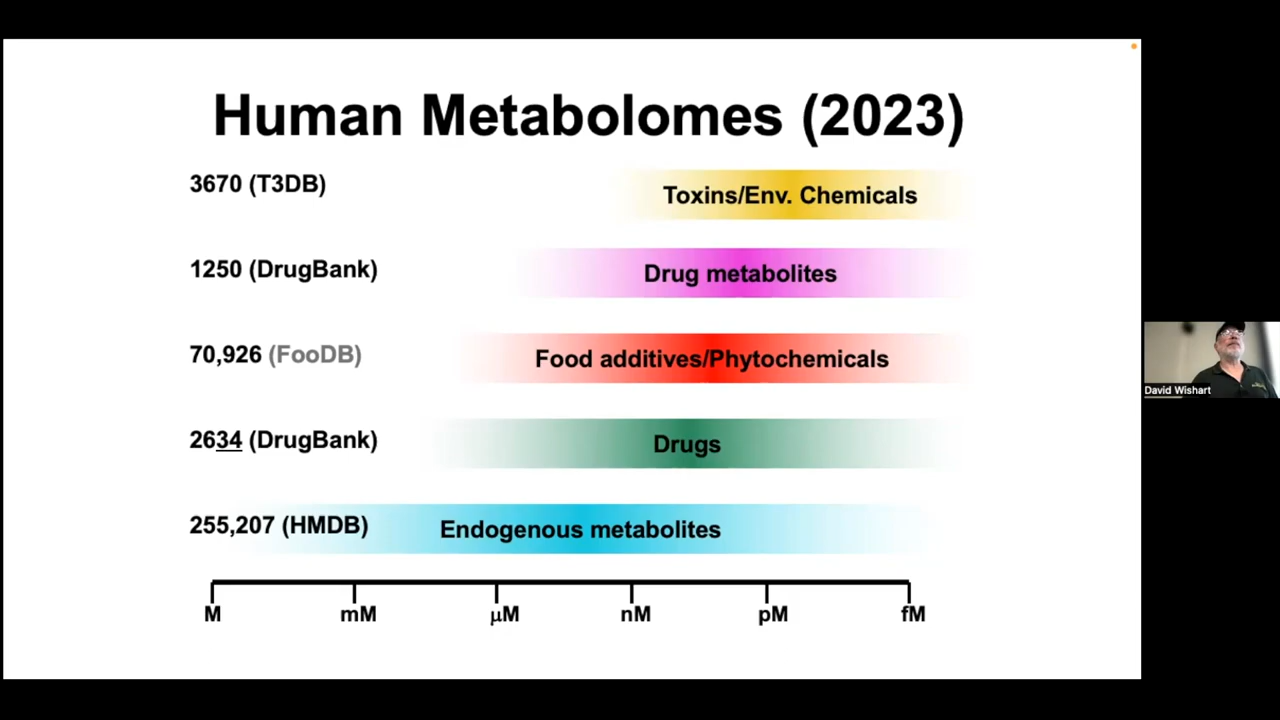 Human Metabolomes (2023)
3670 (T3DB)
Toxins/Env. Chemicals
1250 (DrugBank)
Drug metabolites
70,926 (FooDB)
Food additives/Phytochemicals
2634 (DrugBank)
Drugs
255,207 (HMDB)
Endogenous metabolites
M mM μM nM pM fM
David Wishart